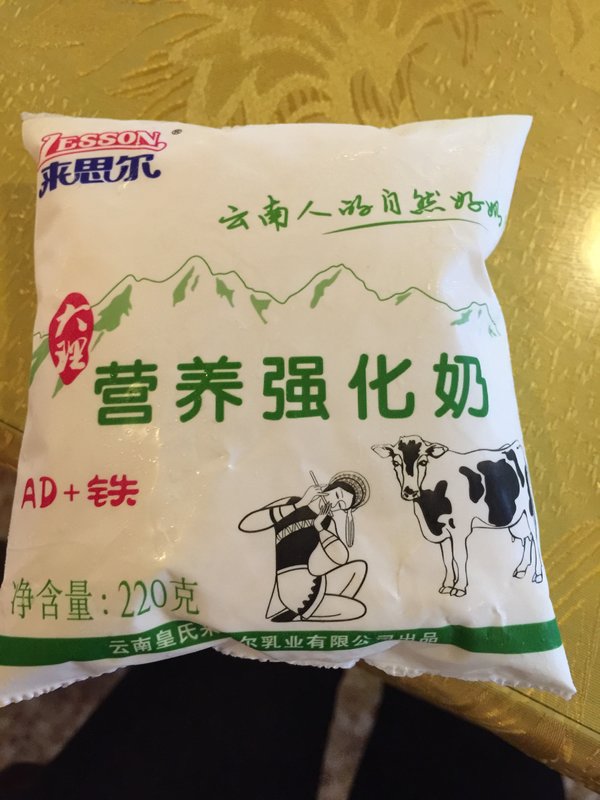 LESSON
®
来思尔
云南人的自然好奶
大理
营养强化奶
AD+铁
净含量:220克
云南皇氏来 尔乳业有限公司出品